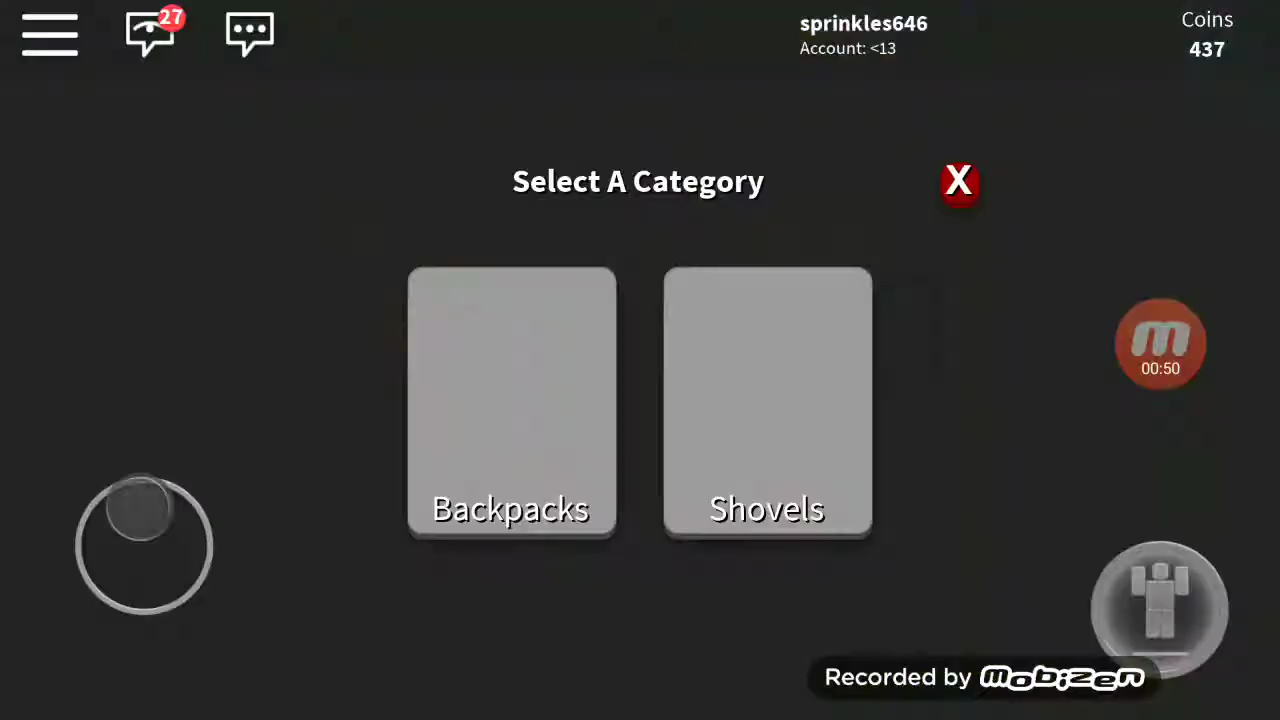 27
sprinkles646
Account: <13
Coins
437
Select A Category
X
Backpacks
Shovels
m
00:50
Recorded by mobizen